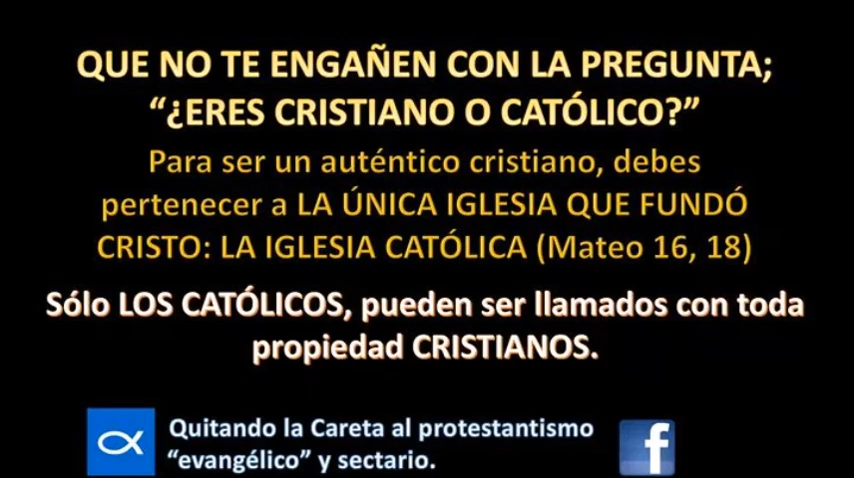 QUE NO TE ENGAÑEN CON LA PREGUNTA;
“¿ERES CRISTIANO O CATÓLICO?”
Para ser un auténtico cristiano, debes
pertenecer a LA ÚNICA IGLESIA QUE FUNDÓ
CRISTO: LA IGLESIA CATÓLICA (Mateo 16, 18)
Sólo LOS CATÓLICOS, pueden ser llamados con toda
propiedad CRISTIANOS.
Quitando la Careta al protestantismo
“evangélico” y sectario.
f